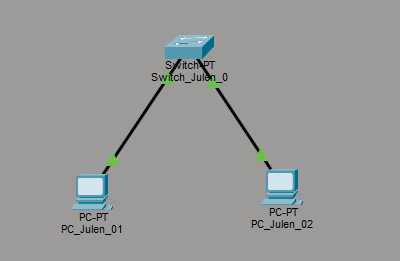 Switch-PT
Switch_Julen_0
PC-PT
PC_Julen_01
PC-PT
PC_Julen_02